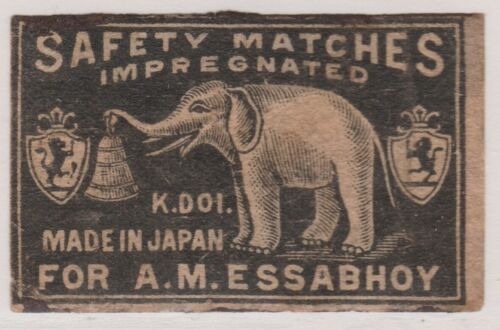 SAFETY MATCHES
IMPREGNATED
K.DOI.
MADE IN JAPAN
FOR A.M.ESSABHOY